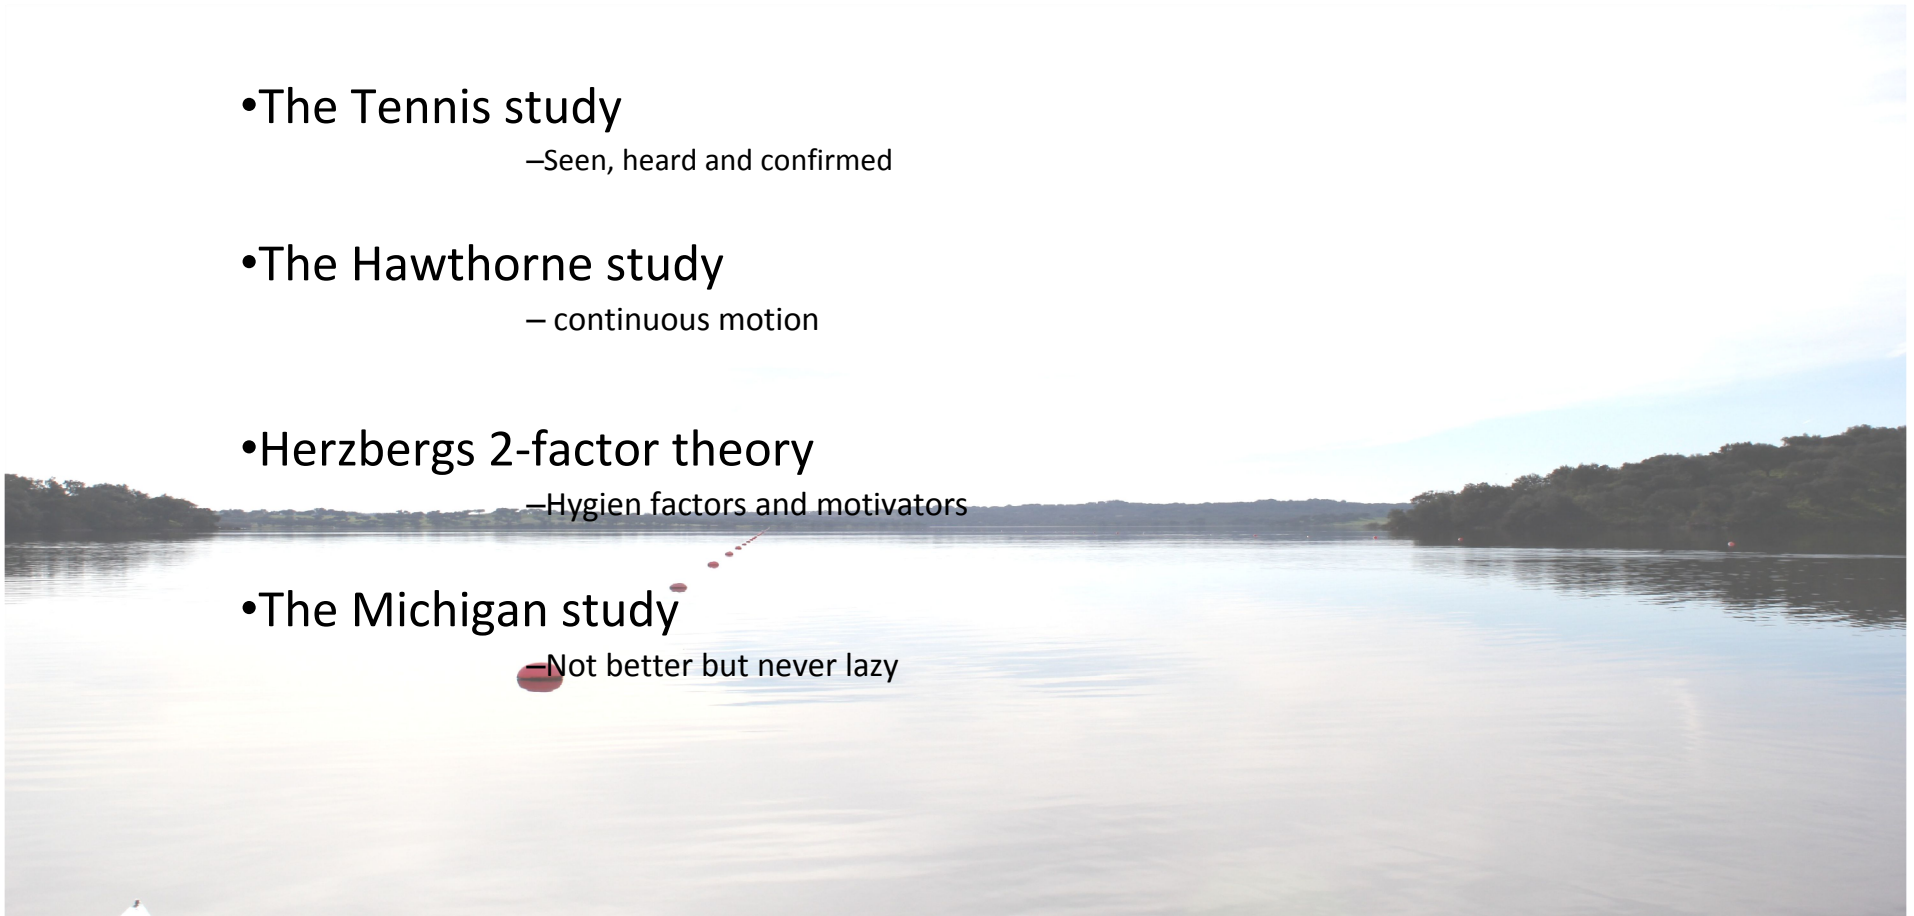 •The Tennis study
–Seen, heard and confirmed
•The Hawthorne study
– continuous motion
•Herzbergs 2-factor theory
–Hygien factors and motivators
•The Michigan study
–Not better but never lazy